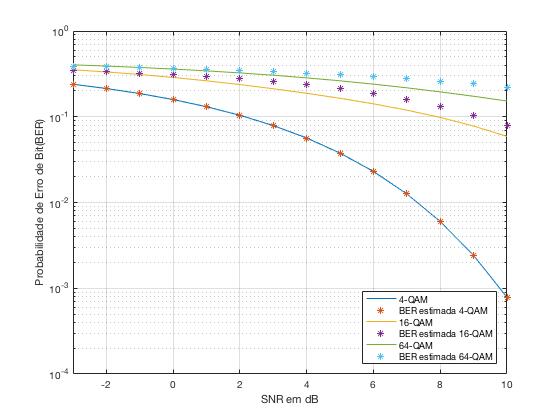 10^0
10^-1
10^-2
10^-3
10^-4
Probabilidade de Erro de Bit(BER)
-2 0 2 4 6 8 10
SNR em dB
4-QAM
BER estimada 4-QAM
16-QAM
BER estimada 16-QAM
64-QAM
BER estimada 64-QAM